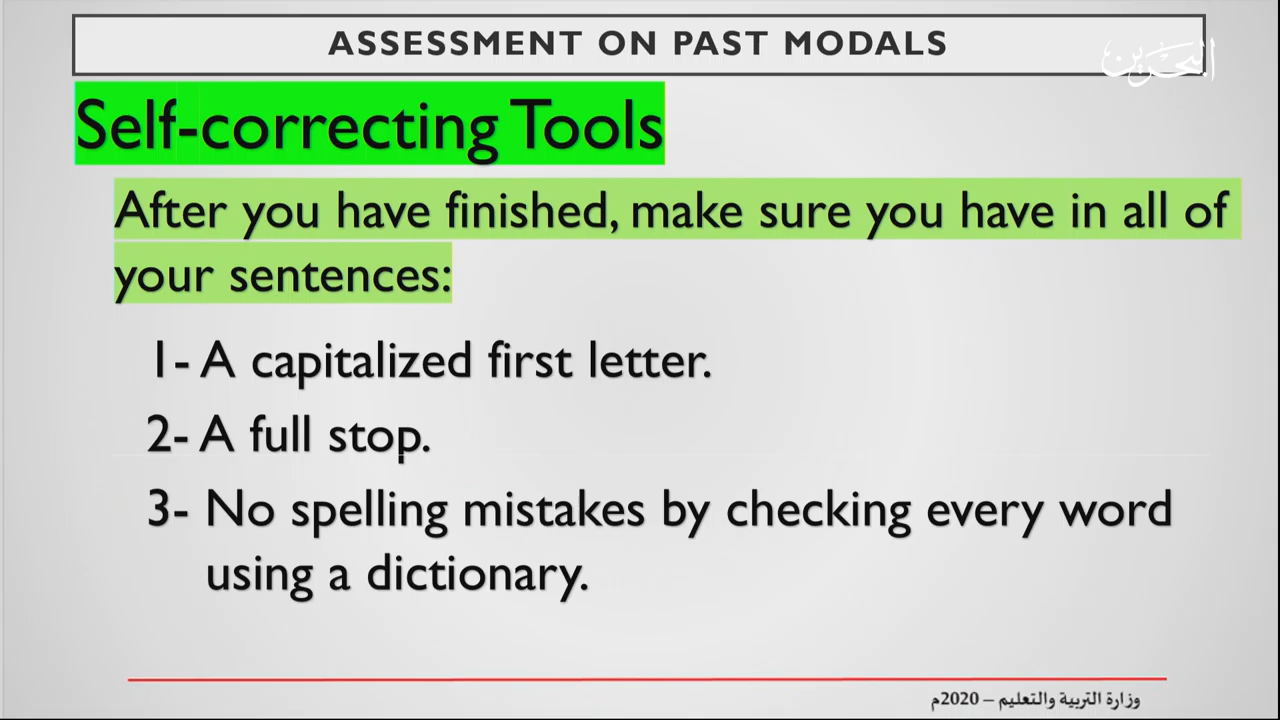 ASSESSMENT ON PAST MODALS
البحرين
Self-correcting Tools
After you have finished, make sure you have in all of
your sentences:
1- A capitalized first letter.
2- A full stop.
3- No spelling mistakes by checking every word
using a dictionary.
وزارة التربية والتعليم – 2020م